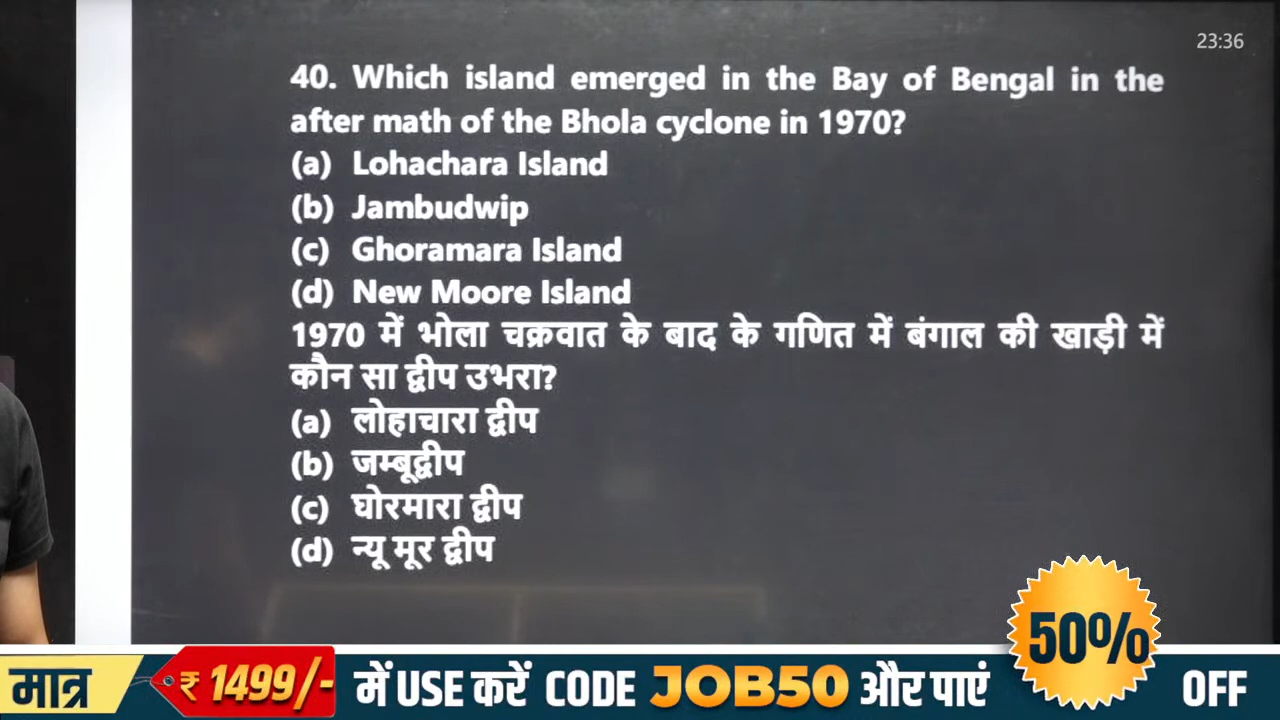 23:36
40. Which island emerged in the Bay of Bengal in the
after math of the Bhola cyclone in 1970?
(a) Lohachara Island
(b) Jambudwip
(c) Ghoramara Island
(d) New Moore Island
1970 में भोला चक्रवात के बाद के गणित में बंगाल की खाड़ी में
कौन सा द्वीप उभरा?
(a) लोहाचारा द्वीप
(b) जम्बूद्वीप
(c) घोरमारा द्वीप
(d) न्यू मूर द्वीप
मात्र ₹ 1499/- में USE करें CODE JOB50 और पाएं 50% OFF